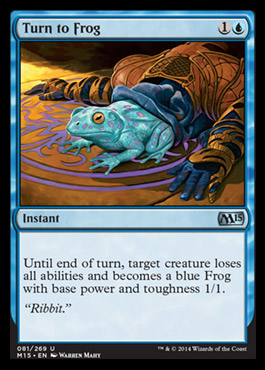 Turn to Frog 1
Instant M15
Until end of turn, target creature loses
all abilities and becomes a blue Frog
with base power and toughness 1/1.
“Ribbit.”
081/269 U
M15 • EN Warren Mahy ™ & © 2014 Wizards of the Coast